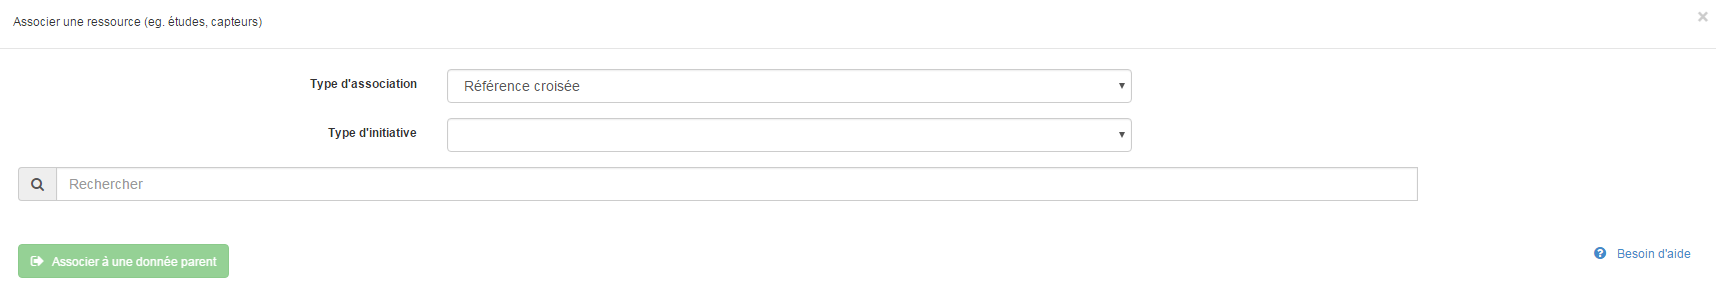 Associer une ressource (eg. études, capteurs)
×
Type d'association
Référence croisée
Type d'initiative
Rechercher
Associer à une donnée parent
Besoin d'aide